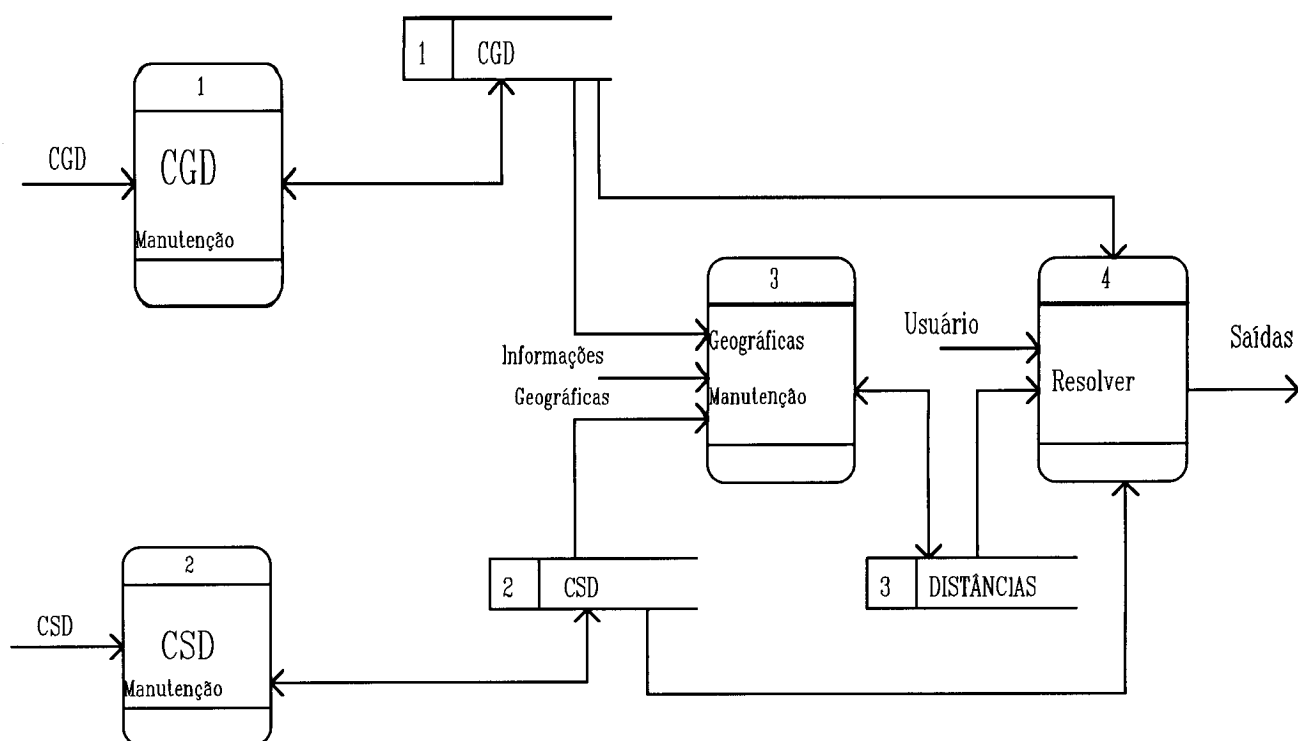 1 CGD
1
CGD
CGD
Manutenção
3
Geográficas
Manutenção
Informações
Geográficas
4
Usuário
Resolver
Saídas
2 CSD
3 DISTÂNCIAS
2
CSD
CSD
Manutenção